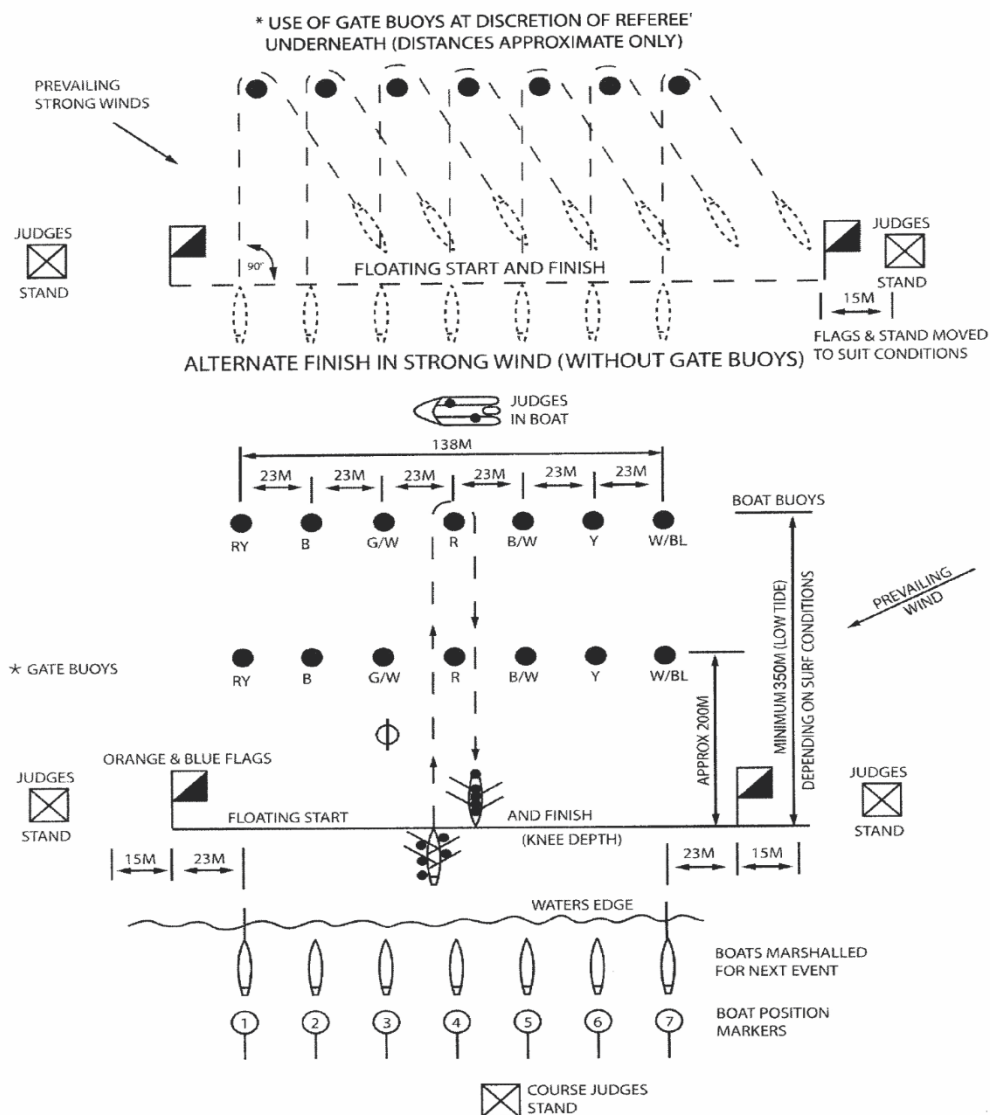 * USE OF GATE BUOYS AT DISCRETION OF REFEREE'
UNDERNEATH (DISTANCES APPROXIMATE ONLY)
PREVAILING
STRONG WINDS
JUDGES
STAND
90°
FLOATING START AND FINISH
JUDGES
STAND
15M
FLAGS & STAND MOVED
TO SUIT CONDITIONS
ALTERNATE FINISH IN STRONG WIND (WITHOUT GATE BUOYS)
JUDGES
IN BOAT
138M
23M 23M 23M 23M 23M 23M
BOAT BUOYS
RY B G/W R B/W Y W/BL
PREVAILING
WIND
* GATE BUOYS
RY B G/W R B/W Y W/BL
APPROX 200M
MINIMUM 350M (LOW TIDE)
DEPENDING ON SURF CONDITIONS
ORANGE & BLUE FLAGS
JUDGES
STAND
JUDGES
STAND
FLOATING START AND FINISH
(KNEE DEPTH)
15M 23M 23M 15M
WATERS EDGE
BOATS MARSHALLED
FOR NEXT EVENT
1 2 3 4 5 6 7
BOAT POSITION
MARKERS
COURSE JUDGES
STAND